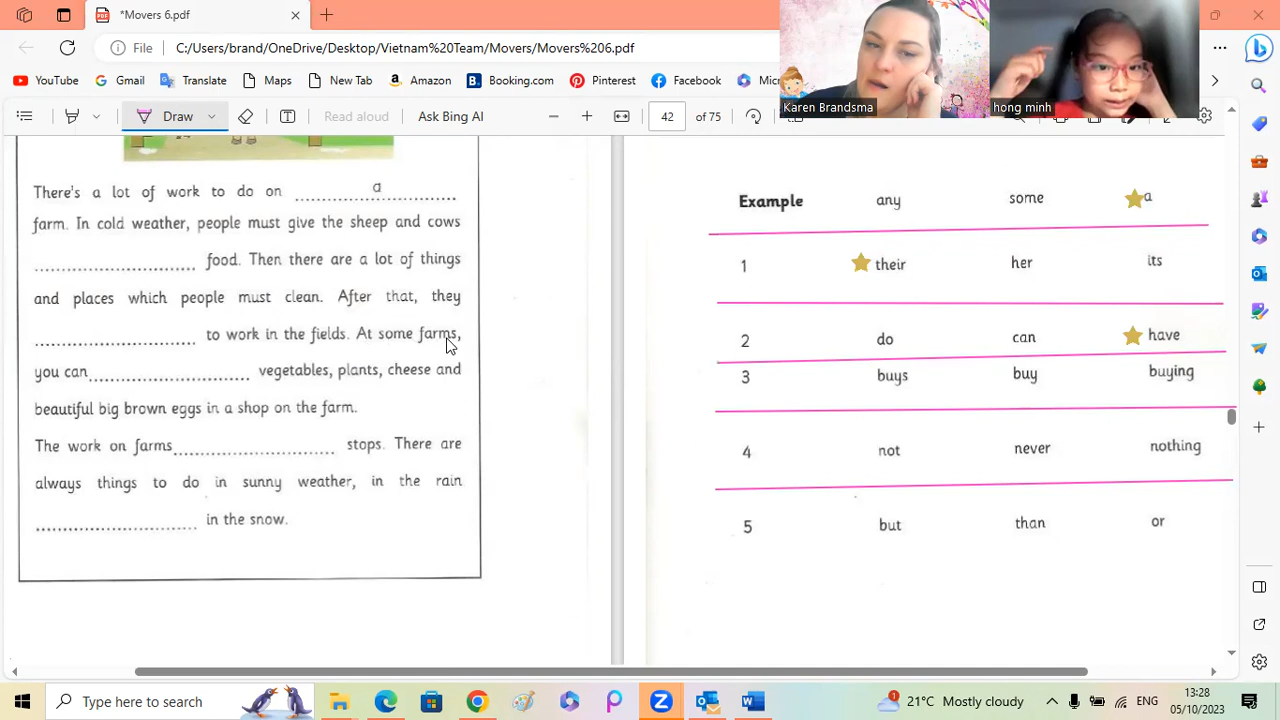 *Movers 6.pdf
File
C:/Users/brand/OneDrive/Desktop/Vietnam%20Team/Movers/Movers%206.pdf
YouTube Gmail Translate Maps New Tab Amazon Booking.com Pinterest Facebook
Draw Read aloud Ask Bing AI 42 of 75
Karen Brandsma
hong minh
There's a lot of work to do on a
farm. In cold weather, people must give the sheep and cows
food. Then there are a lot of things
and places which people must clean. After that, they
to work in the fields. At some farms,
you can vegetables, plants, cheese and
beautiful big brown eggs in a shop on the farm.
The work on farms stops. There are
always things to do in sunny weather, in the rain
in the snow.
Example any some a
1 their her its
2 do can have
3 buys buy buying
4 not never nothing
5 but than or
Type here to search
1
21°C Mostly cloudy
ENG
13:28
05/10/2023